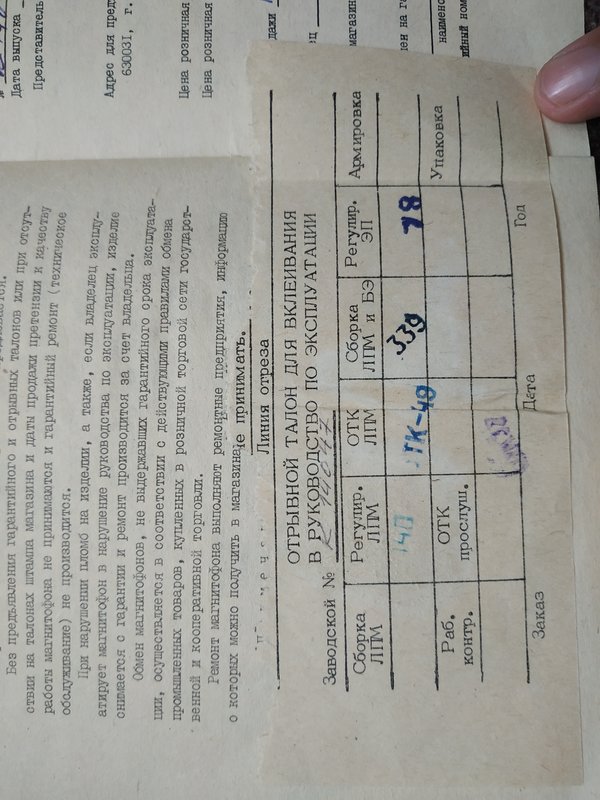 Дата выпуска
Представитель
Адрес для пред
630031, г.
Цена розничная
Цена розничная
Без предъявления гарантийного и отрывных талонов или при отсут-
ствии на талонах штампа магазина и даты продажи претензии к качеству
работы магнитофона не принимаются и гарантийный ремонт (техническое
обслуживание) не производится.
При нарушении пломб на изделии, а также, если владелец эксплу-
атирует магнитофон в нарушение руководства по эксплуатации, изделие
снимается с гарантии и ремонт производится за счет владельца.
Обмен магнитофонов, не выдержавших гарантийного срока эксплуата-
ции, осуществляется в соответствии с действующими правилами обмена
промышленных товаров, купленных в розничной торговой сети государст-
венной и кооперативной торговли.
Ремонт магнитофона выполняют ремонтные предприятия, информацию
о которых можно получить в магазина
не принимать.
Линия отреза
ОТРЫВНОЙ ТАЛОН ДЛЯ ВКЛЕИВАНИЯ
В РУКОВОДСТВО ПО ЭКСПЛУАТАЦИИ
Заводской №
Сборка ЛПМ
Регулир. ЛПМ
ОТК ЛПМ
Сборка ЛПМ и БЭ
Регулир. ЭП
Армировка
ТК-49
339
78
Раб. контр.
ОТК прослуш.
Упаковка
Заказ
Дата
Год